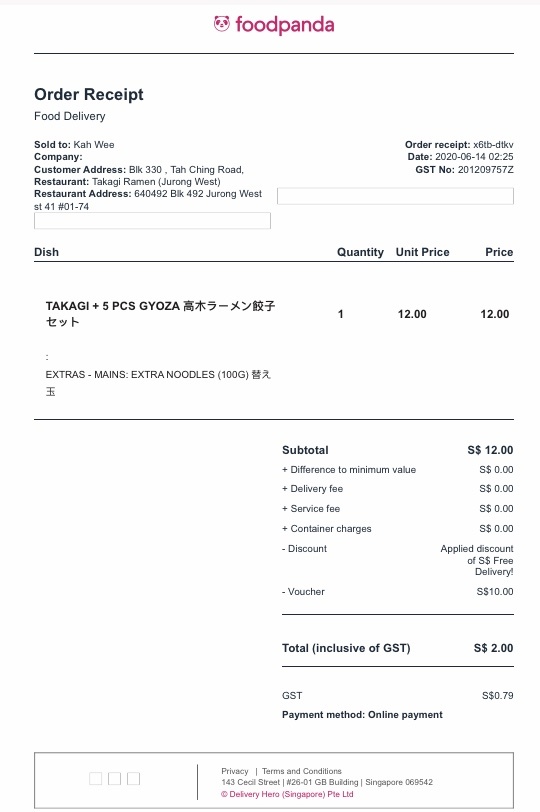 foodpanda
Order Receipt
Food Delivery
Sold to: Kah Wee
Company:
Customer Address: Blk 330 , Tah Ching Road,
Restaurant: Takagi Ramen (Jurong West)
Restaurant Address: 640492 Blk 492 Jurong West
st 41 #01-74
Order receipt: x6tb-dtkv
Date: 2020-06-14 02:25
GST No: 201209757Z
Dish Quantity Unit Price Price
TAKAGI + 5 PCS GYOZA 高木ラーメン餃子
セット
1 12.00 12.00
:
EXTRAS - MAINS: EXTRA NOODLES (100G) 替え
玉
Subtotal S$ 12.00
+ Difference to minimum value S$ 0.00
+ Delivery fee S$ 0.00
+ Service fee S$ 0.00
+ Container charges S$ 0.00
- Discount Applied discount
of S$ Free
Delivery!
- Voucher S$10.00
Total (inclusive of GST) S$ 2.00
GST S$0.79
Payment method: Online payment
Privacy | Terms and Conditions
143 Cecil Street | #26-01 GB Building | Singapore 069542
© Delivery Hero (Singapore) Pte Ltd